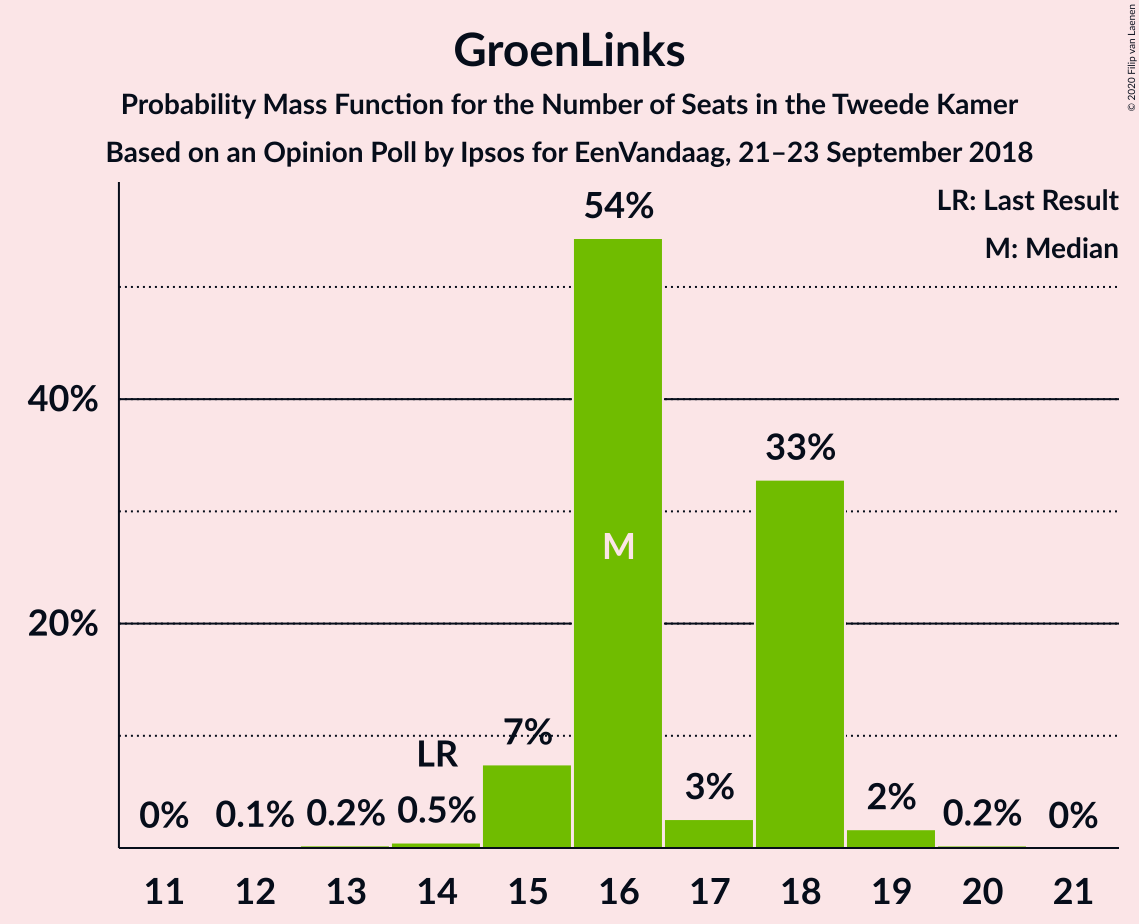 GroenLinks
Probability Mass Function for the Number of Seats in the Tweede Kamer
Based on an Opinion Poll by Ipsos for EenVandaag, 21–23 September 2018
© 2020 Filip van Laenen
LR: Last Result
M: Median
54%
40%
33%
M
20%
7%
LR
3%
2%
0%
0.1%
0.2%
0.5%
0.2%
0%
11 12 13 14 15 16 17 18 19 20 21